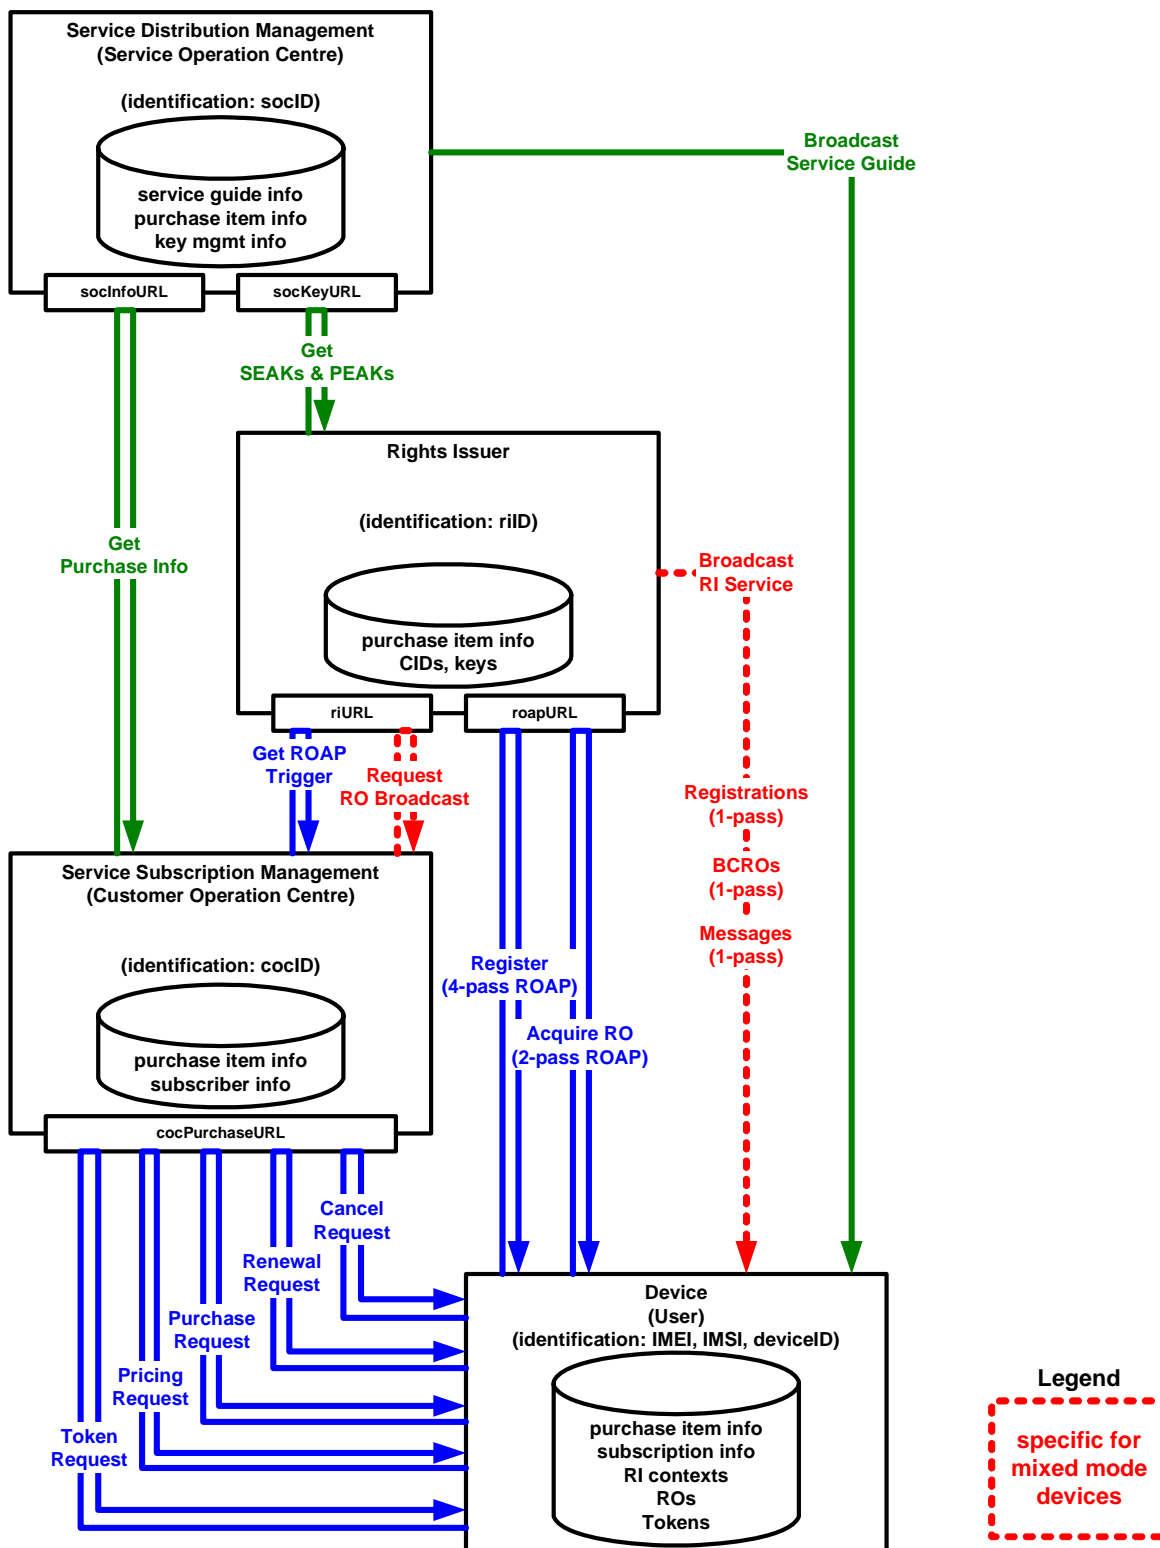 Service Distribution Management
(Service Operation Centre)
(identification: socID)
service guide info
purchase item info
key mgmt info
socInfoURL
socKeyURL
Broadcast
Service Guide
Get
SEAKs & PEAKs
Get
Purchase Info
Rights Issuer
(identification: riID)
purchase item info
CIDs, keys
riURL
roapURL
Broadcast
RI Service
Get ROAP
Trigger
Request
RO Broadcast
Registrations
(1-pass)
BCROs
(1-pass)
Messages
(1-pass)
Service Subscription Management
(Customer Operation Centre)
(identification: cocID)
purchase item info
subscriber info
cocPurchaseURL
Register
(4-pass ROAP)
Acquire RO
(2-pass ROAP)
Cancel
Request
Renewal
Request
Purchase
Request
Pricing
Request
Token
Request
Device
(User)
(identification: IMEI, IMSI, deviceID)
purchase item info
subscription info
RI contexts
ROs
Tokens
Legend
specific for
mixed mode
devices